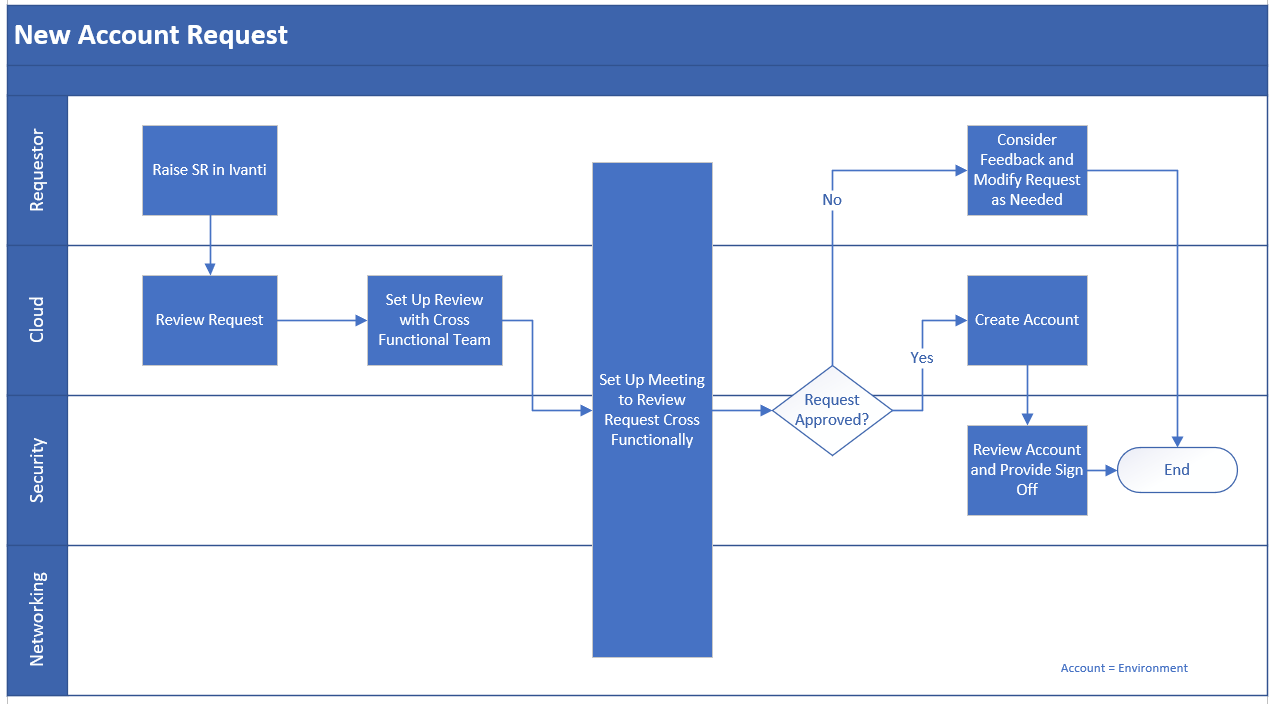 New Account Request
Requestor
Raise SR in Ivanti
Consider
Feedback and
Modify Request
as Needed
No
Cloud
Review Request
Set Up Review
with Cross
Functional Team
Create Account
Yes
Set Up Meeting
to Review
Request Cross
Functionally
Request
Approved?
Security
Review Account
and Provide Sign
Off
End
Networking
Account = Environment